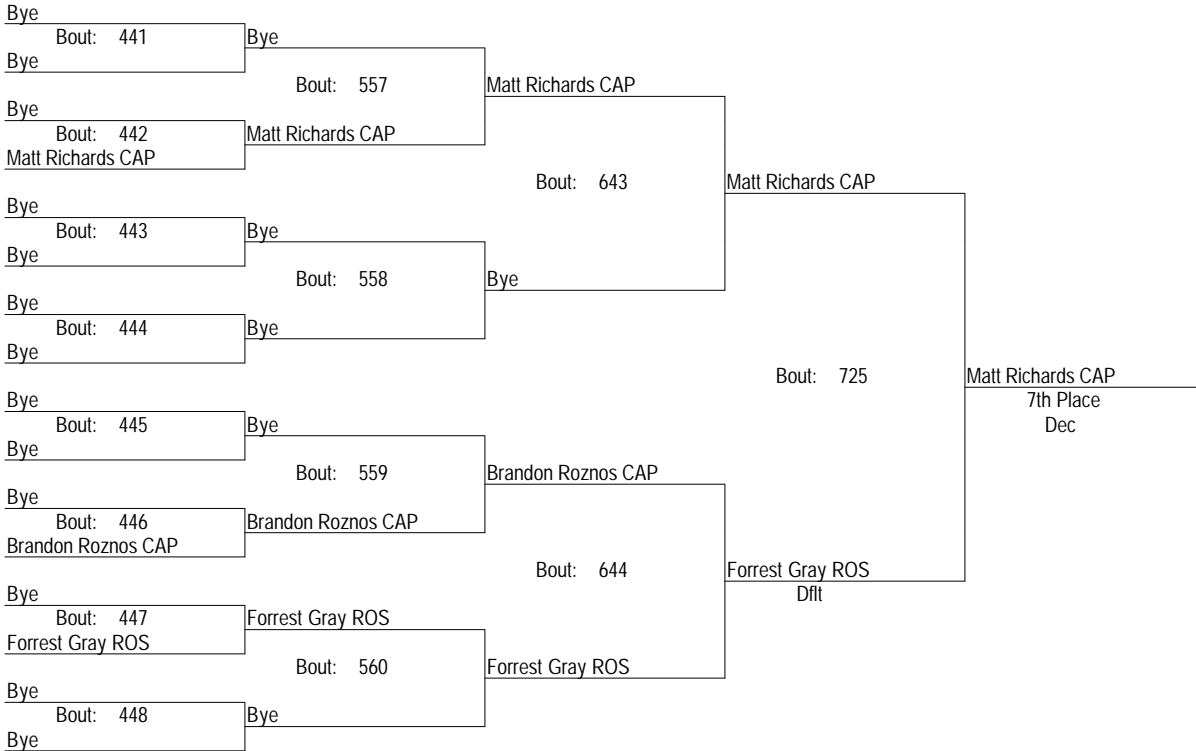 Bye
Bout: 441
Bye
Bye
Bout: 557
Matt Richards CAP
Bye
Bout: 442
Matt Richards CAP
Matt Richards CAP
Bout: 643
Matt Richards CAP
Bye
Bout: 443
Bye
Bye
Bout: 558
Bye
Bye
Bout: 444
Bye
Bye
Bout: 725
Matt Richards CAP
7th Place
Dec
Bye
Bout: 445
Bye
Bye
Bout: 559
Brandon Roznos CAP
Bye
Bout: 446
Brandon Roznos CAP
Brandon Roznos CAP
Bout: 644
Forrest Gray ROS
Dflt
Bye
Bout: 447
Forrest Gray ROS
Forrest Gray ROS
Bout: 560
Forrest Gray ROS
Bye
Bout: 448
Bye
Bye